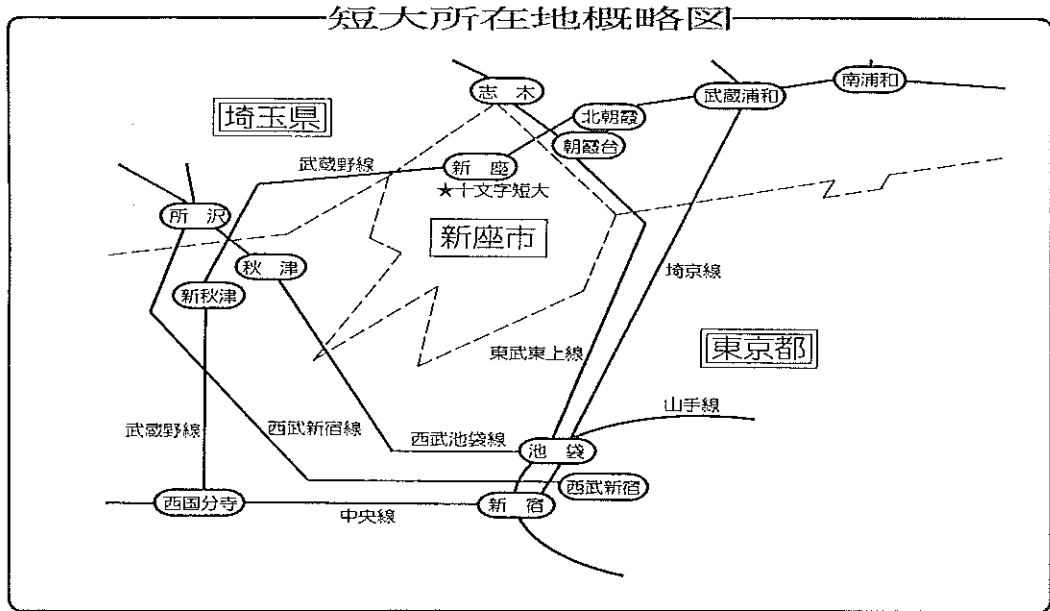 短大所在地概略図
志木
南浦和
武蔵浦和
埼玉県
北朝霞
朝霞台
武蔵野線
新座
★十文字短大
所沢
新座市
秋津
埼京線
新秋津
東武東上線
東京都
山手線
武蔵野線
西武新宿線
西武池袋線
池袋
西武新宿
西国分寺
新宿
中央線